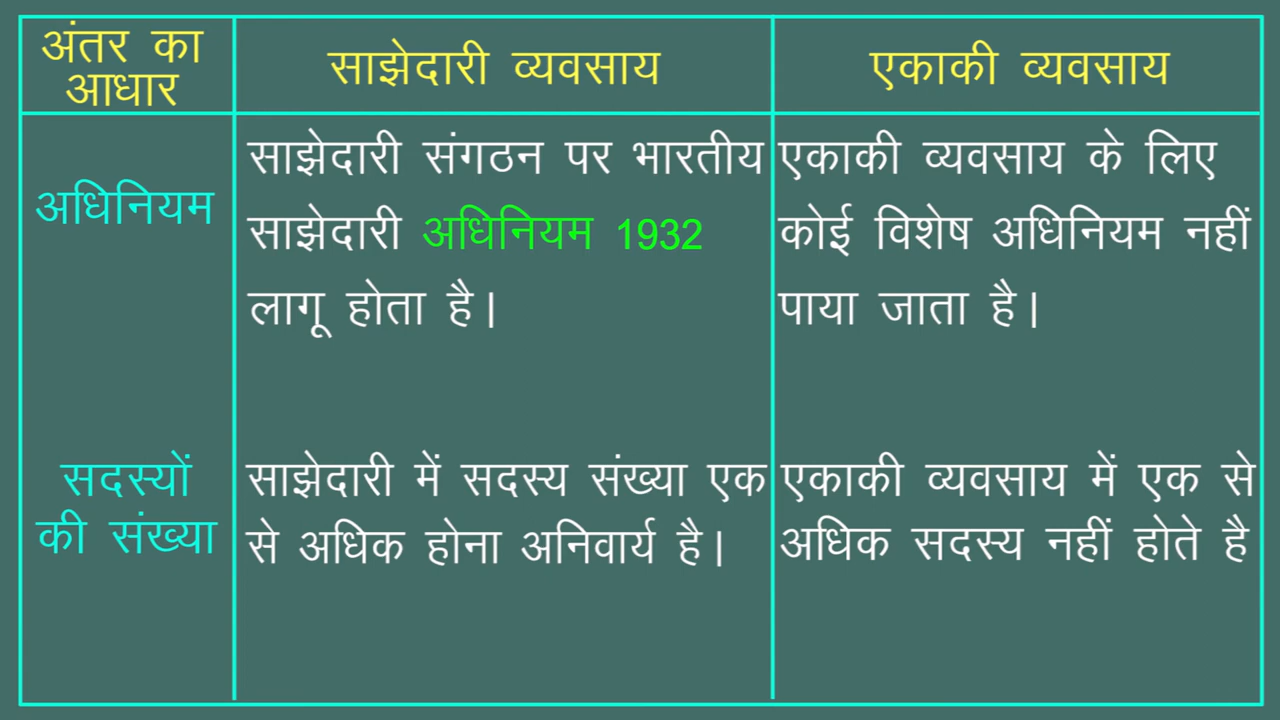 अंतर का
आधार
साझेदारी व्यवसाय
एकाकी व्यवसाय
अधिनियम
साझेदारी संगठन पर भारतीय
साझेदारी अधिनियम 1932
लागू होता है।
एकाकी व्यवसाय के लिए
कोई विशेष अधिनियम नहीं
पाया जाता है।
सदस्यों
की संख्या
साझेदारी में सदस्य संख्या एक
से अधिक होना अनिवार्य है।
एकाकी व्यवसाय में एक से
अधिक सदस्य नहीं होते है